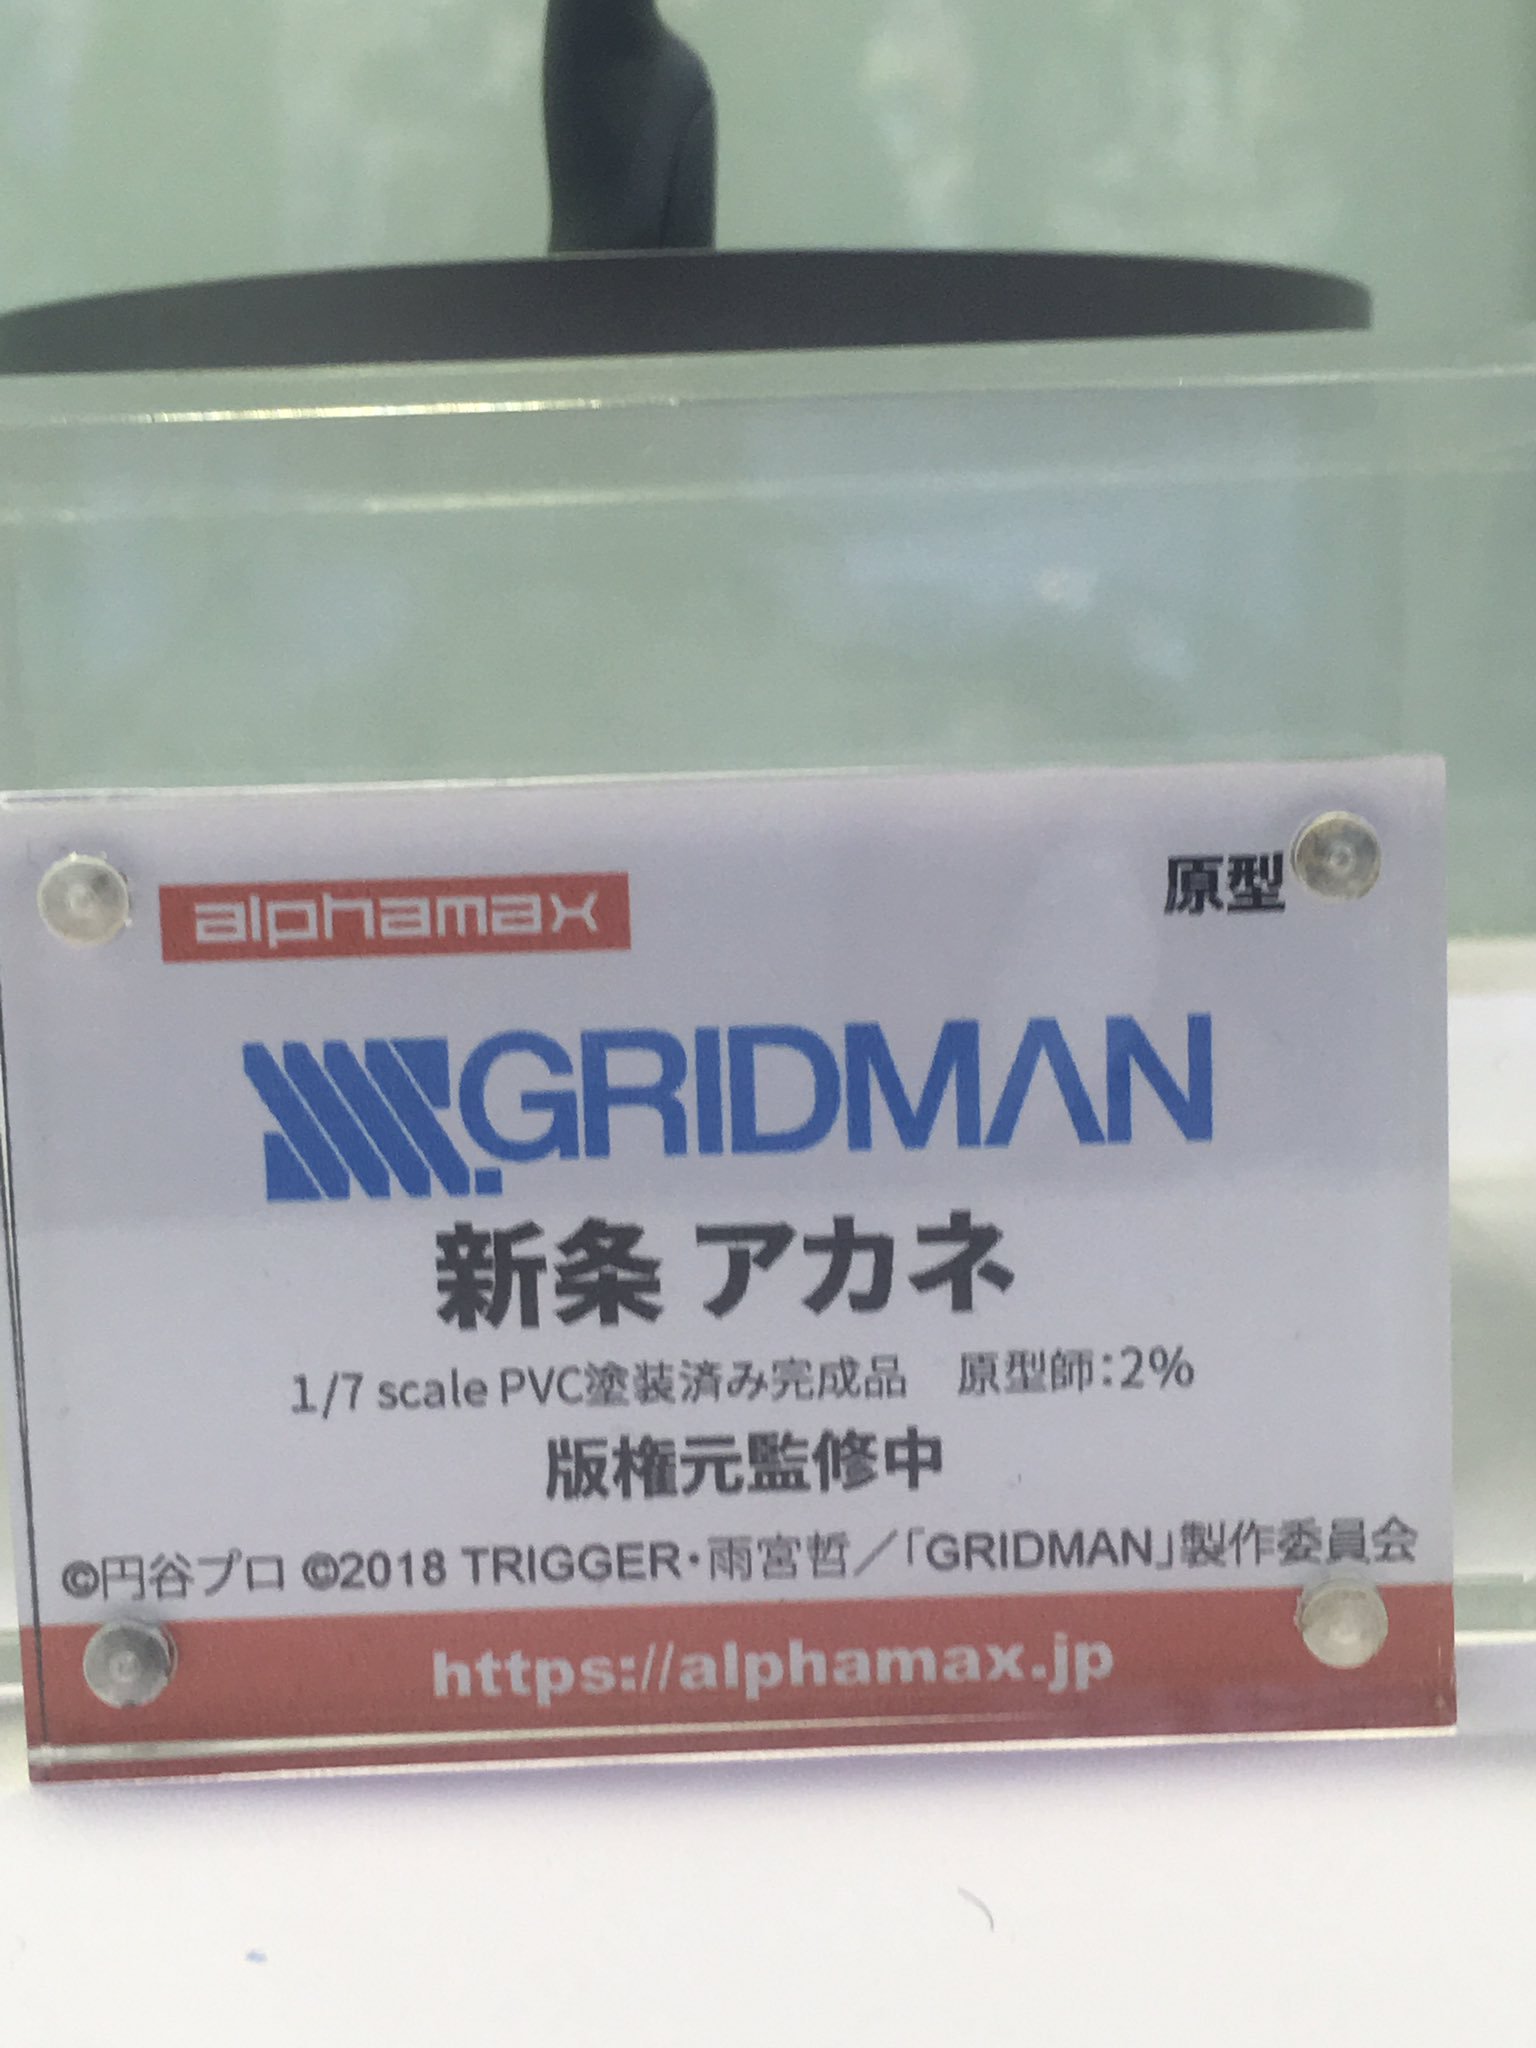 alphamax
原型
SSSS.GRIDMAN
新条 アカネ
1/7 scale PVC塗装済み完成品　原型師:2%
版権元監修中
©円谷プロ ©2018 TRIGGER・雨宮哲／「GRIDMAN」製作委員会
https://alphamax.jp